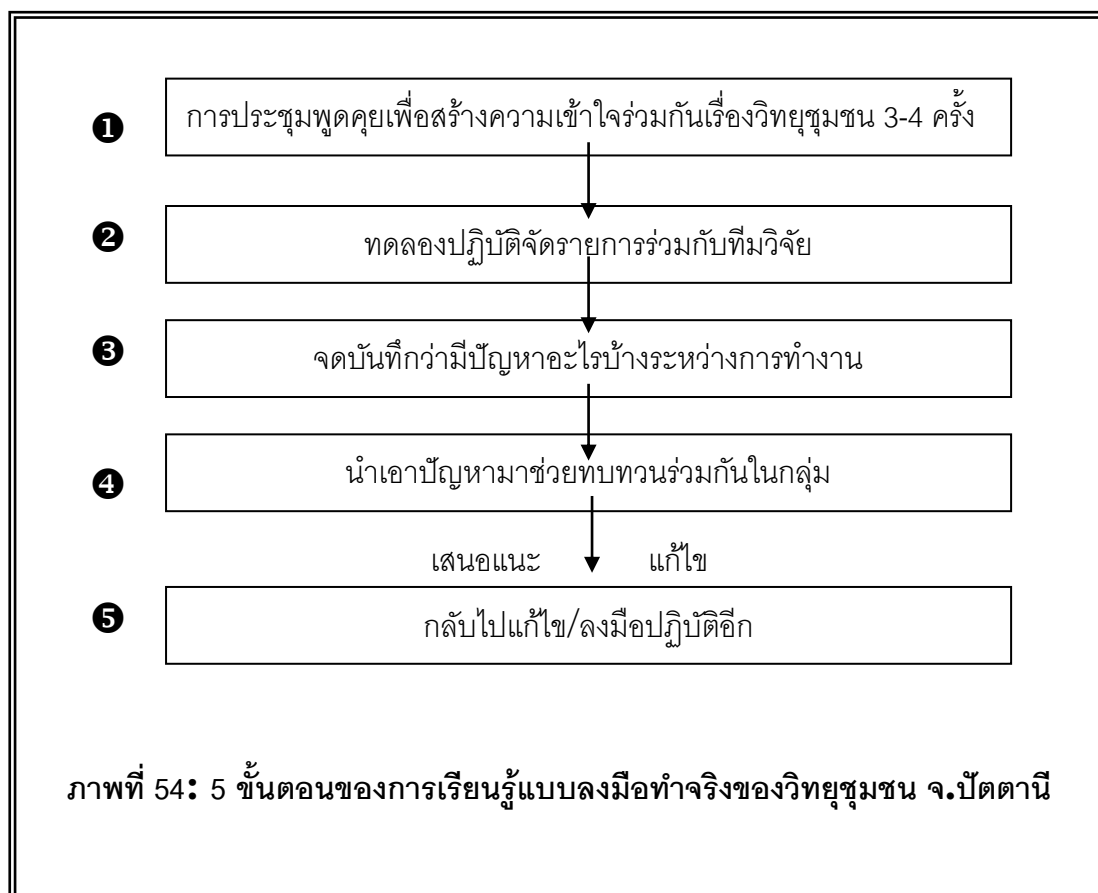 ❶ การประชุมพูดคุยเพื่อสร้างความเข้าใจร่วมกันเรื่องวิทยุชุมชน 3-4 ครั้ง
❷ ทดลองปฏิบัติจัดรายการร่วมกับทีมวิจัย
❸ จดบันทึกว่ามีปัญหาอะไรบ้างระหว่างการทำงาน
❹ นำเอาปัญหามาช่วยทบทวนร่วมกันในกลุ่ม
เสนอแนะ แก้ไข
❺ กลับไปแก้ไข/ลงมือปฏิบัติอีก
ภาพที่ 54: 5 ขั้นตอนของการเรียนรู้แบบลงมือทำจริงของวิทยุชุมชน จ.ปัตตานี